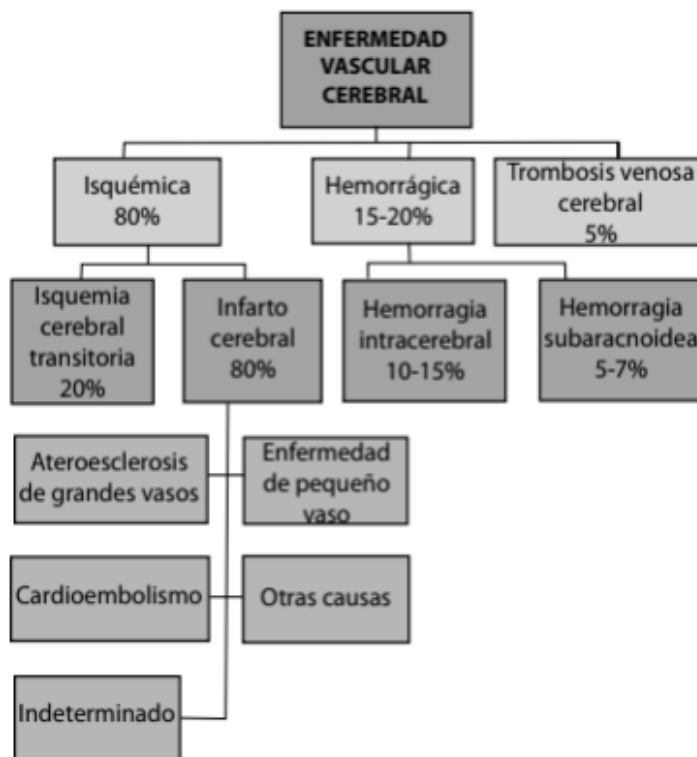 ENFERMEDAD
VASCULAR
CEREBRAL
Isquémica
80%
Hemorrágica
15-20%
Trombosis venosa
cerebral
5%
Isquemia
cerebral
transitoria
20%
Infarto
cerebral
80%
Hemorragia
intracerebral
10-15%
Hemorragia
subaracnoidea
5-7%
Ateroesclerosis
de grandes vasos
Enfermedad
de pequeño
vaso
Cardioembolismo
Otras causas
Indeterminado